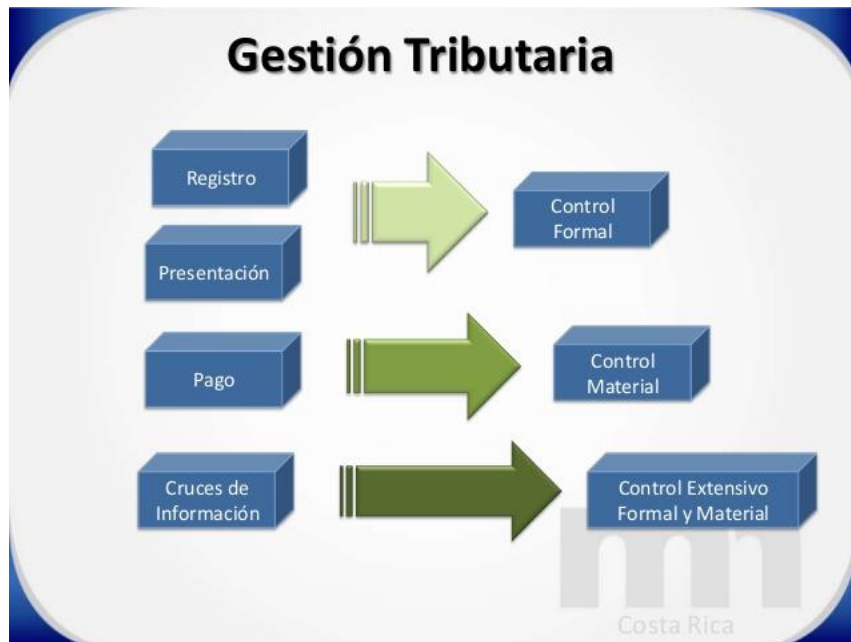 Gestión Tributaria
Registro
Control
Formal
Presentación
Pago
Control
Material
Cruces de
Información
Control Extensivo
Formal y Material
Costa Rica